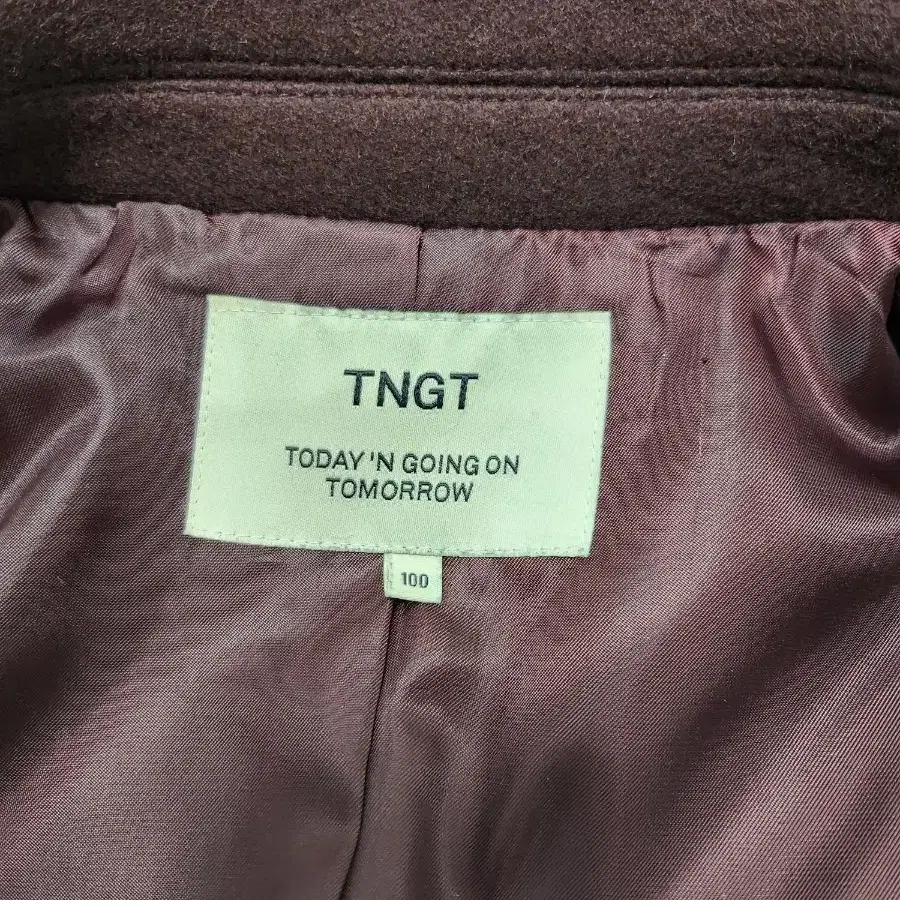 TNGT
TODAY 'N GOING ON
TOMORROW
100